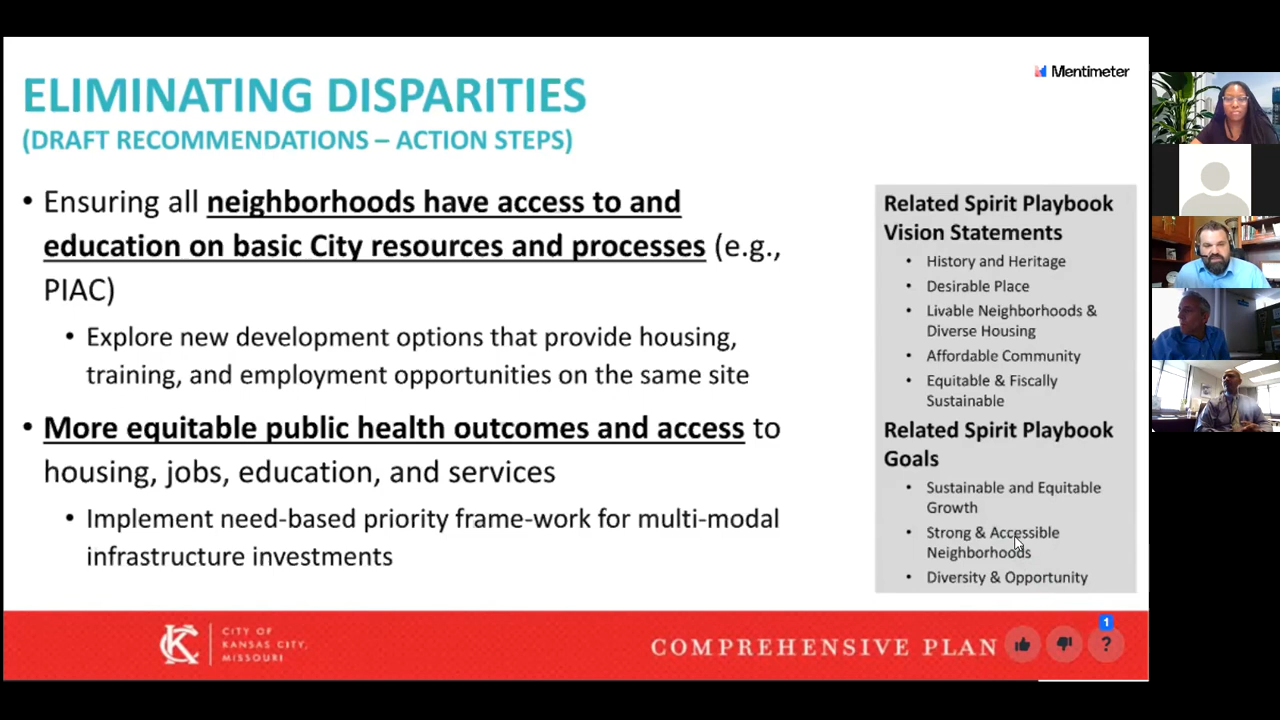 Mentimeter
ELIMINATING DISPARITIES
(DRAFT RECOMMENDATIONS – ACTION STEPS)
• Ensuring all neighborhoods have access to and
education on basic City resources and processes (e.g.,
PIAC)
• Explore new development options that provide housing,
training, and employment opportunities on the same site
• More equitable public health outcomes and access to
housing, jobs, education, and services
• Implement need-based priority frame-work for multi-modal
infrastructure investments
Related Spirit Playbook
Vision Statements
• History and Heritage
• Desirable Place
• Livable Neighborhoods &
Diverse Housing
• Affordable Community
• Equitable & Fiscally
Sustainable
Related Spirit Playbook
Goals
• Sustainable and Equitable
Growth
• Strong & Accessible
Neighborhoods
• Diversity & Opportunity
KC
CITY OF
KANSAS CITY,
MISSOURI
COMPREHENSIVE PLAN
1
?